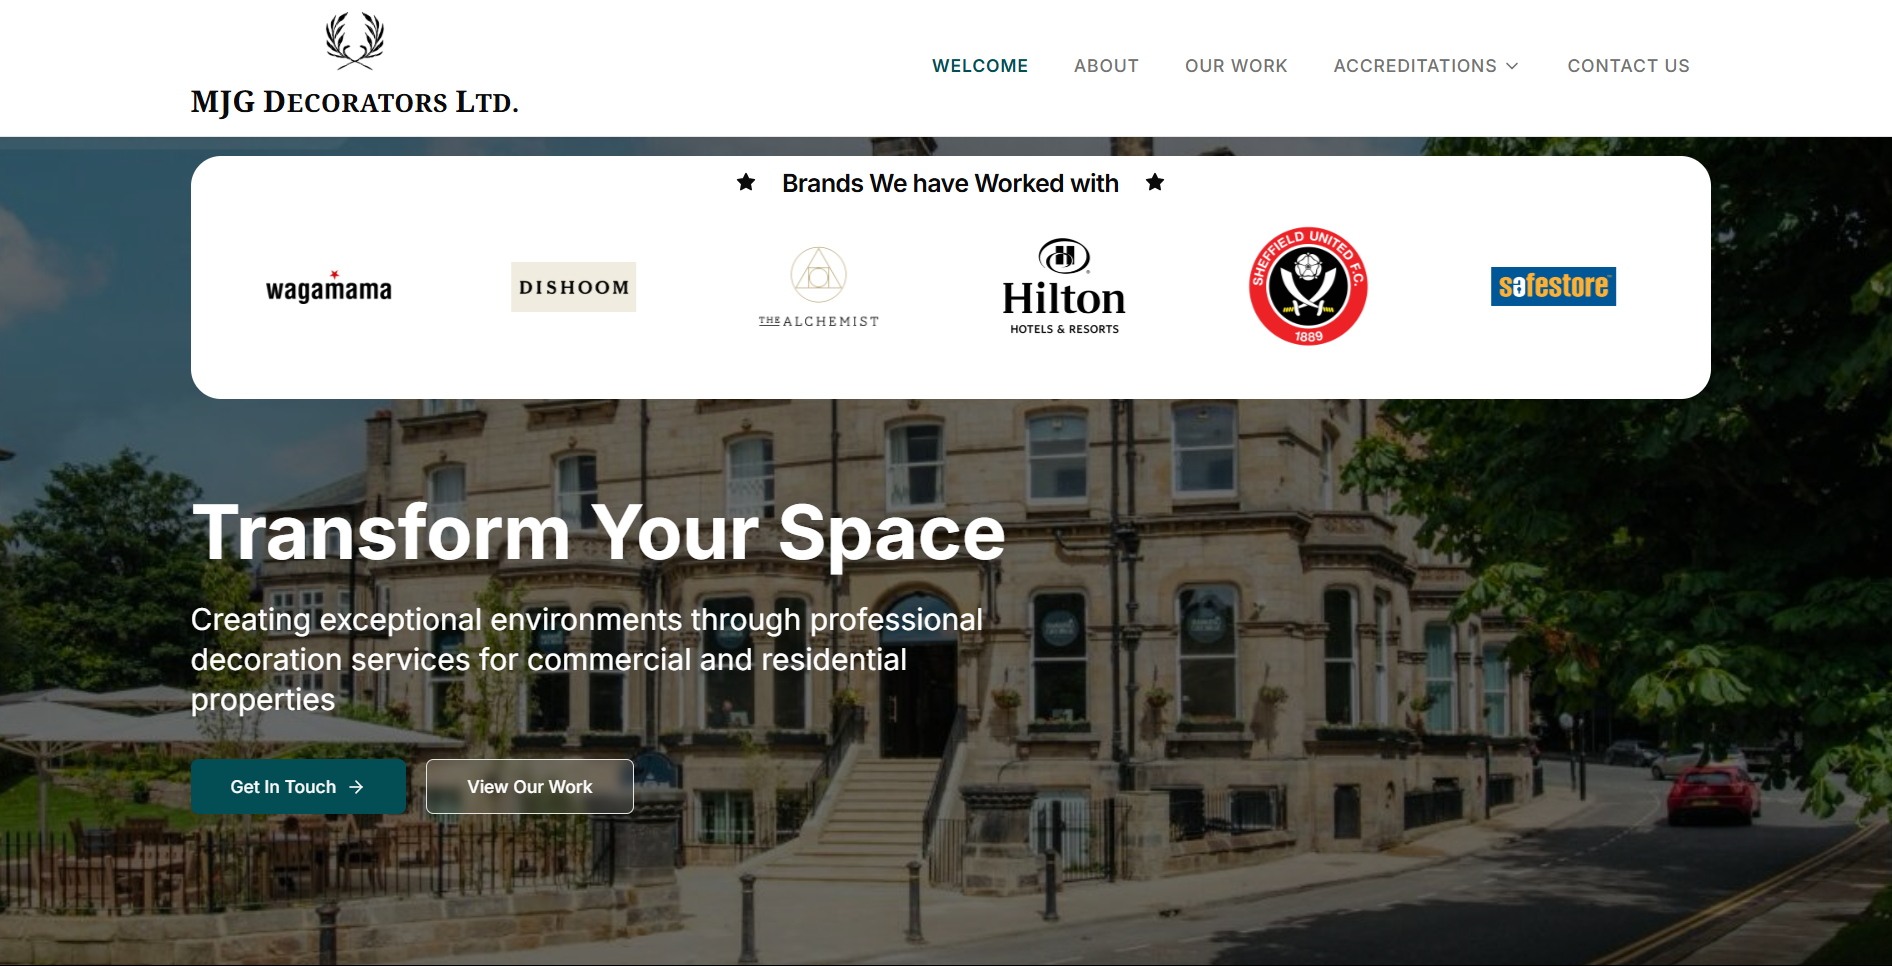 MJG DECORATORS LTD.
WELCOME ABOUT OUR WORK ACCREDITATIONS CONTACT US
Brands We have Worked with
wagamama
DISHOOM
THE ALCHEMIST
Hilton
HOTELS & RESORTS
SHEFFIELD UNITED F.C.
1889
safestore
Transform Your Space
Creating exceptional environments through professional
decoration services for commercial and residential
properties
Get In Touch
View Our Work